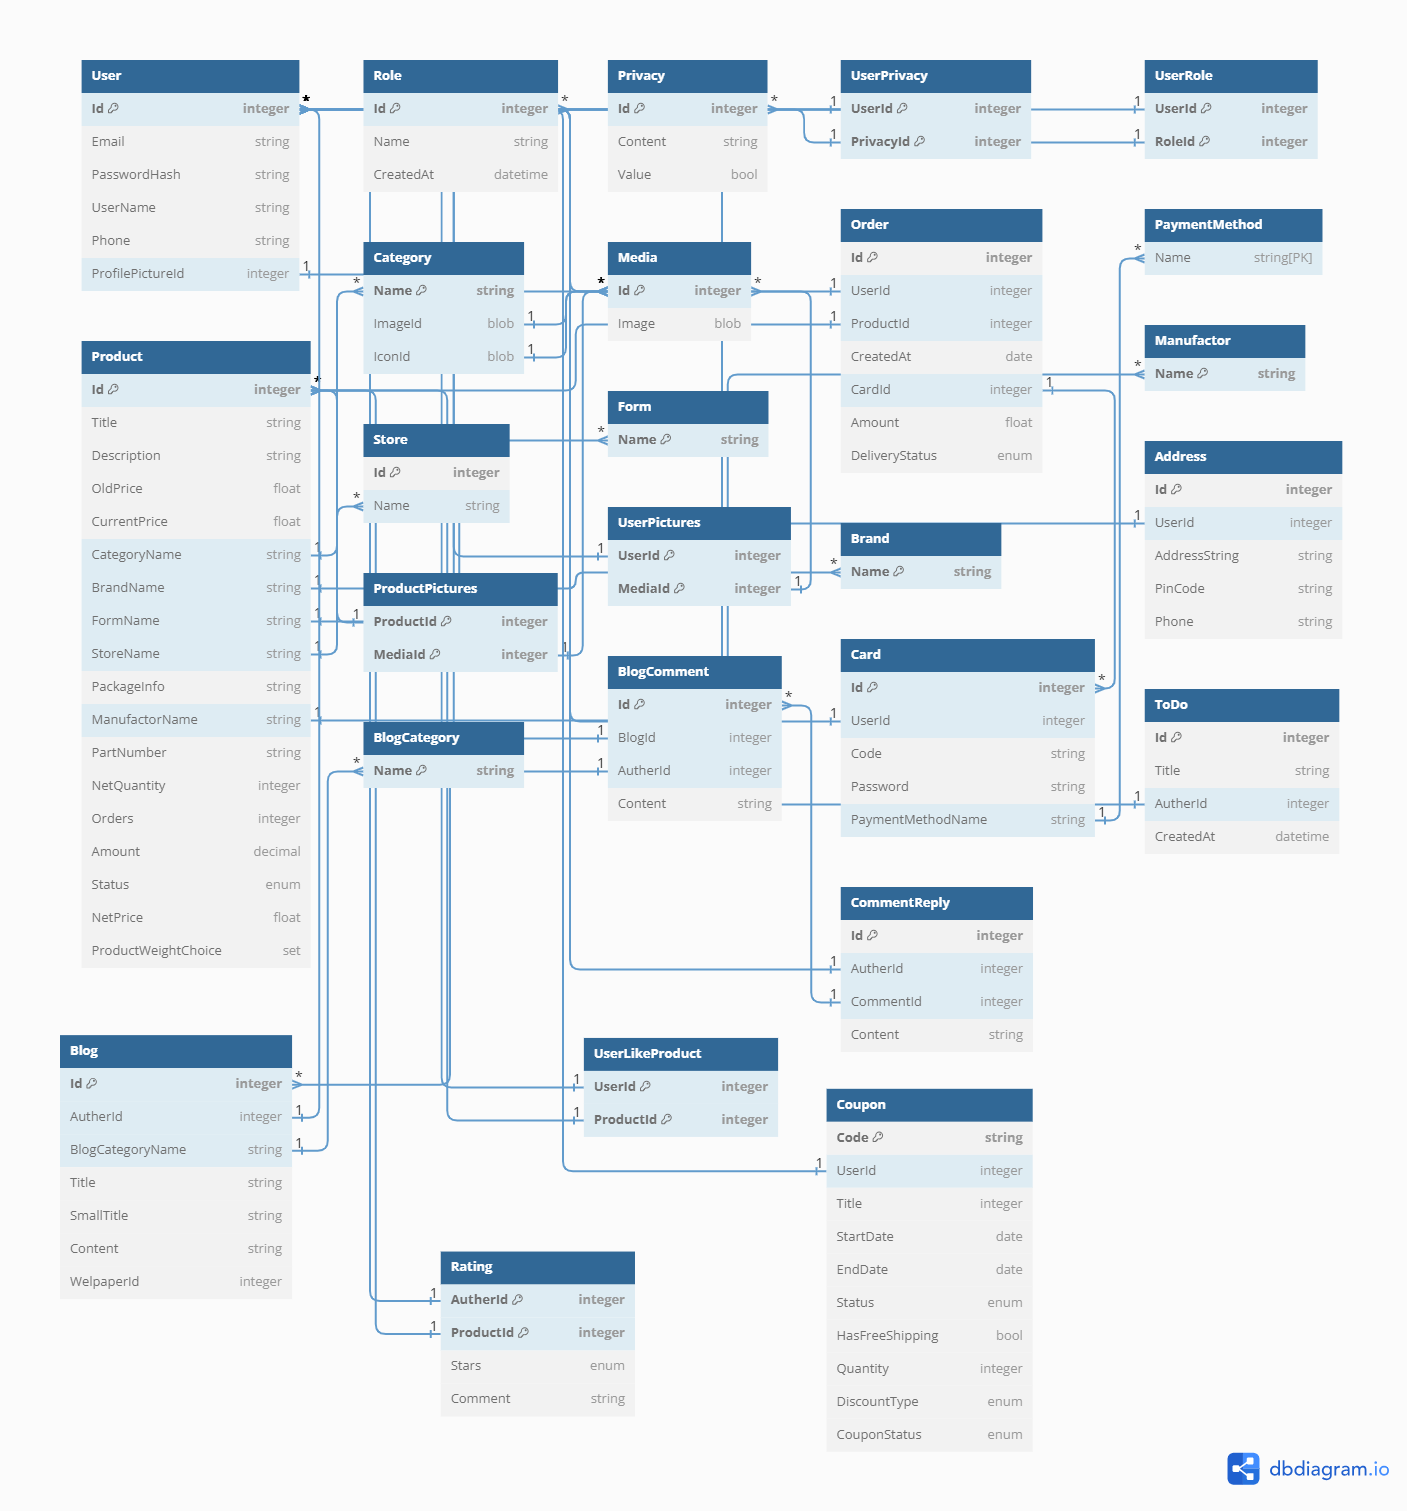 User
Id integer
Email string
PasswordHash string
UserName string
Phone string
ProfilePictureId integer
Role
Id integer
Name string
CreatedAt datetime
Privacy
Id integer
Content string
Value bool
UserPrivacy
UserId integer
PrivacyId integer
UserRole
UserId integer
RoleId integer
Category
Name string
ImageId blob
IconId blob
Media
Id integer
Image blob
Order
Id integer
UserId integer
ProductId integer
CreatedAt date
CardId integer
Amount float
DeliveryStatus enum
PaymentMethod
Name string[PK]
Manufactor
Name string
Product
Id integer
Title string
Description string
OldPrice float
CurrentPrice float
CategoryName string
BrandName string
FormName string
StoreName string
PackageInfo string
ManufactorName string
PartNumber string
NetQuantity integer
Orders integer
Amount decimal
Status enum
NetPrice float
ProductWeightChoice set
Store
Id integer
Name string
Form
Name string
Address
Id integer
UserId integer
AddressString string
PinCode string
Phone string
UserPictures
UserId integer
MediaId integer
Brand
Name string
ProductPictures
ProductId integer
MediaId integer
BlogComment
Id integer
BlogId integer
AutherId integer
Content string
Card
Id integer
UserId integer
Code string
Password string
PaymentMethodName string
ToDo
Id integer
Title string
AutherId integer
CreatedAt datetime
BlogCategory
Name string
CommentReply
Id integer
AutherId integer
CommentId integer
Content string
Blog
Id integer
AutherId integer
BlogCategoryName string
Title string
SmallTitle string
Content string
WelpaperId integer
UserLikeProduct
UserId integer
ProductId integer
Coupon
Code string
UserId integer
Title integer
StartDate date
EndDate date
Status enum
HasFreeShipping bool
Quantity integer
DiscountType enum
CouponStatus enum
Rating
AutherId integer
ProductId integer
Stars enum
Comment string
dbdiagram.io